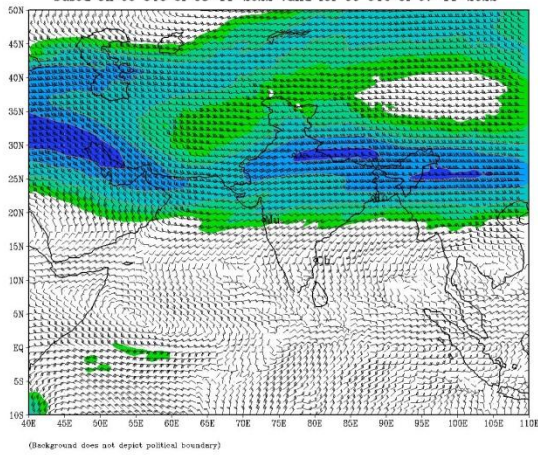 50N
45N
40N
35N
30N
25N
20N
15N
10N
5N
EQ
5S
10S
40E 45E 50E 55E 60E 65E 70E 75E 80E 85E 90E 95E 100E 105E 110E
(Background does not depict political boundary)